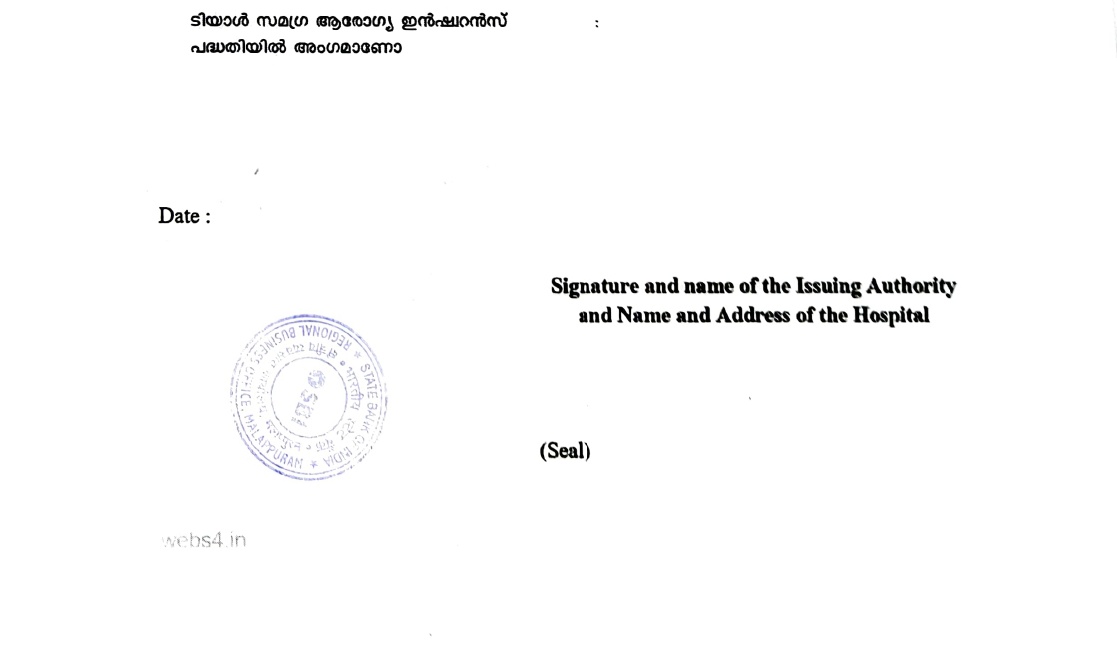 ടിയാൾ സമഗ്ര ആരോഗ്യ ഇൻഷ്വറൻസ് :
പദ്ധതിയിൽ അംഗമാണോ
Date :
Signature and name of the Issuing Authority
and Name and Address of the Hospital
STATE BANK OF INDIA * REGIONAL BUSINESS OFFICE, MALAPPURAM *
भारतीय स्टेट बैंक
SBI
(Seal)
webs4.in